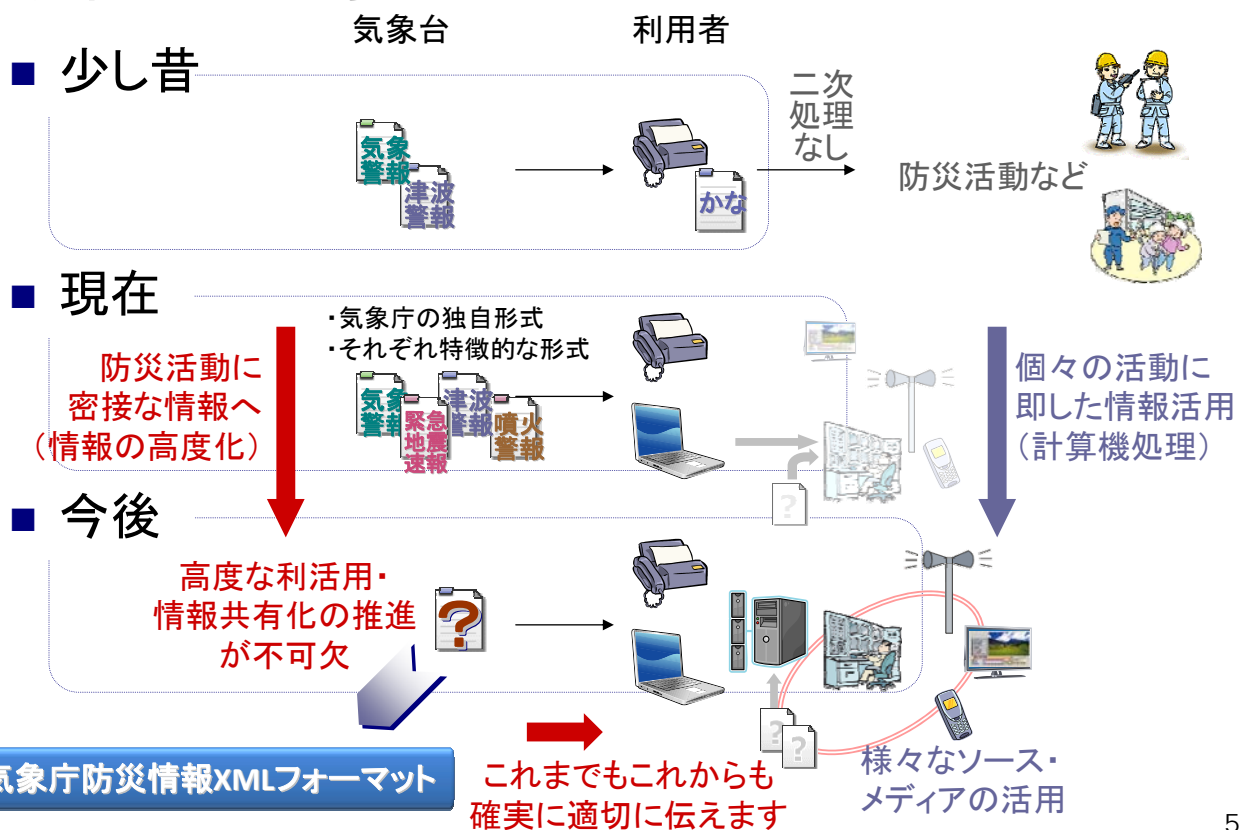 気象台
利用者
■ 少し昔
二次
処理
なし
気象
警報
津波
警報
かな
防災活動など
■ 現在
・気象庁の独自形式
・それぞれ特徴的な形式
防災活動に
密接な情報へ
（情報の高度化）
気象
警報
緊急
地震
速報
津波
警報
噴火
警報
?
個々の活動に
即した情報活用
（計算機処理）
■ 今後
高度な利活用・
情報共有化の推進
が不可欠
?
?
?
気象庁防災情報XMLフォーマット
これまでもこれからも
確実に適切に伝えます
様々なソース・
メディアの活用
5